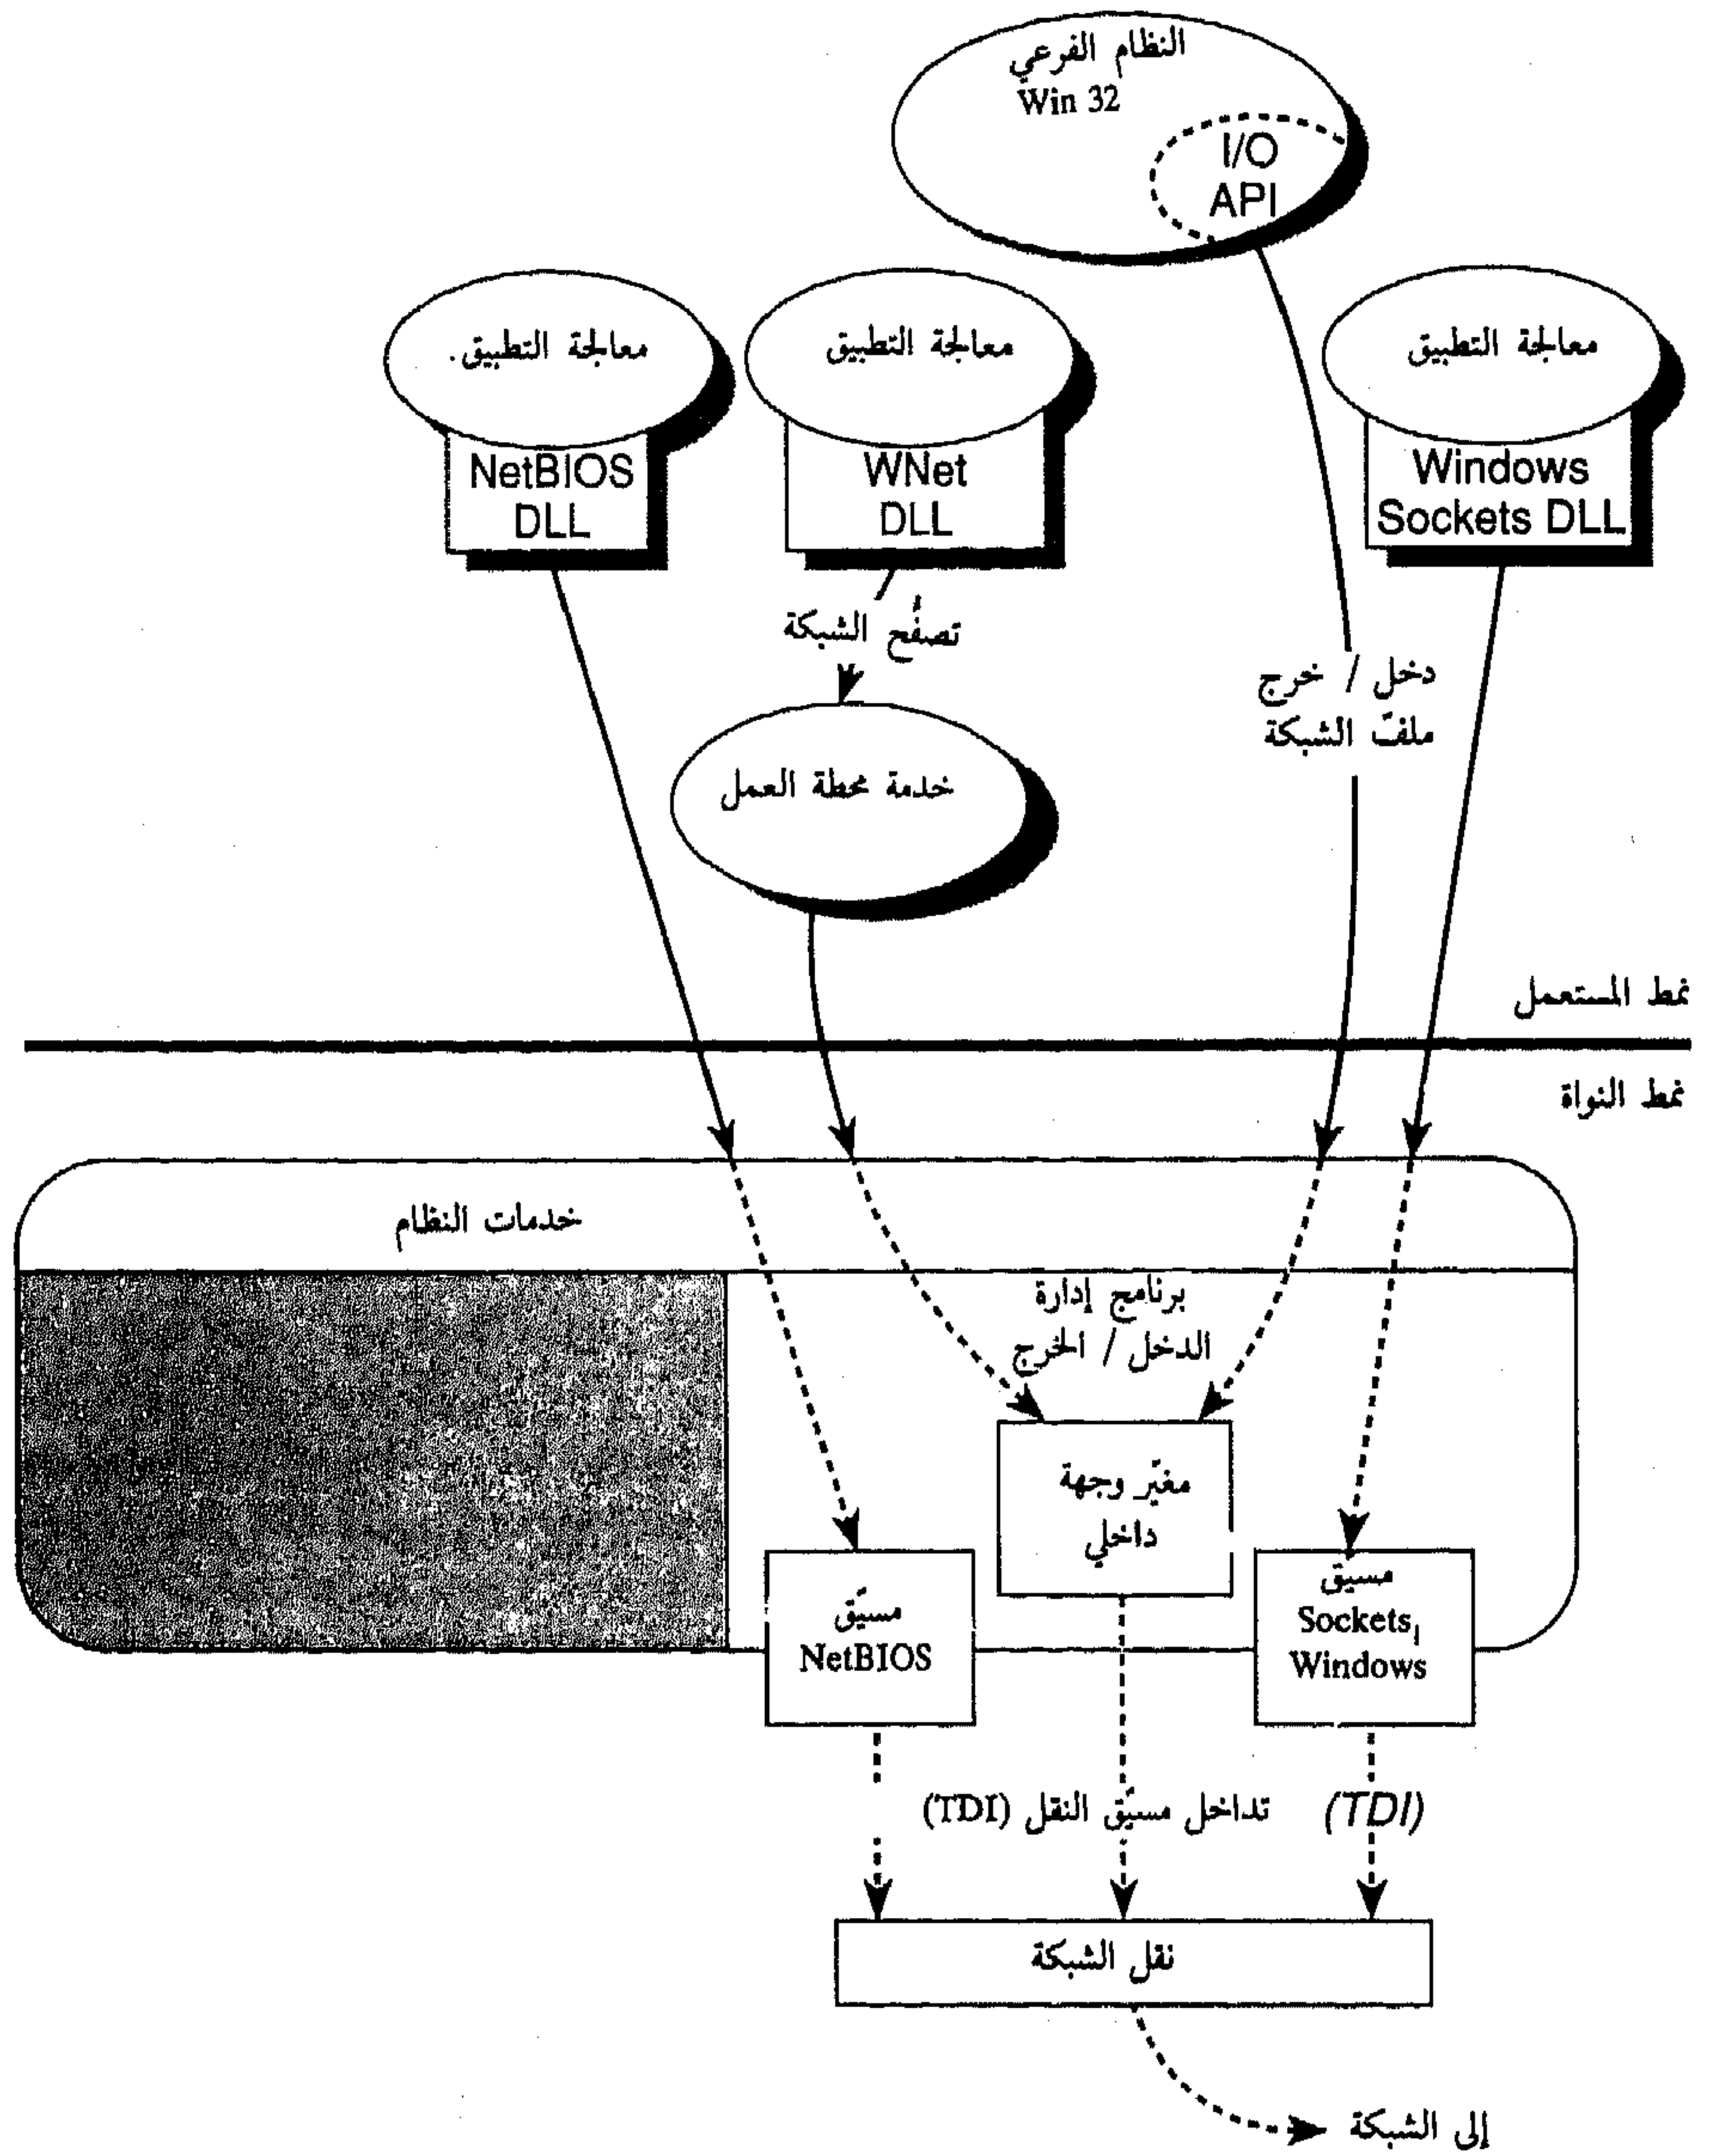 النظام الفرعي
Win 32
I/O
API
معالجة التطبيق
معالجة التطبيق
معالجة التطبيق.
Windows
Sockets DLL
WNet
DLL
NetBIOS
DLL
تصفُّح الشبكة
دخل / خرج
ملفّ الشبكة
خدمة محطة العمل
نمط المستعمل
نمط النواة
خدمات النظام
برنامج إدارة
الدخل / الخرج
مغيّر وجهة
داخلي
مسيّق
Sockets
Windows
مسيّق
NetBIOS
تداخل مسيّق النقل (TDI)
(TDI)
نقل الشبكة
إلى الشبكة